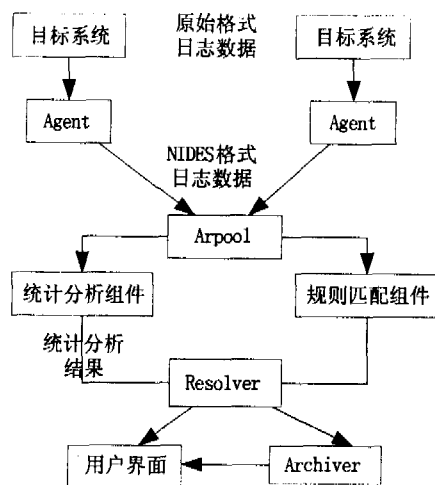 原始格式
目标系统
日志数据
目标系统
Agent
Agent
NIDES格式
日志数据
Arpool
统计分析组件
规则匹配组件
统计分析
结果
Resolver
用户界面
Archiver